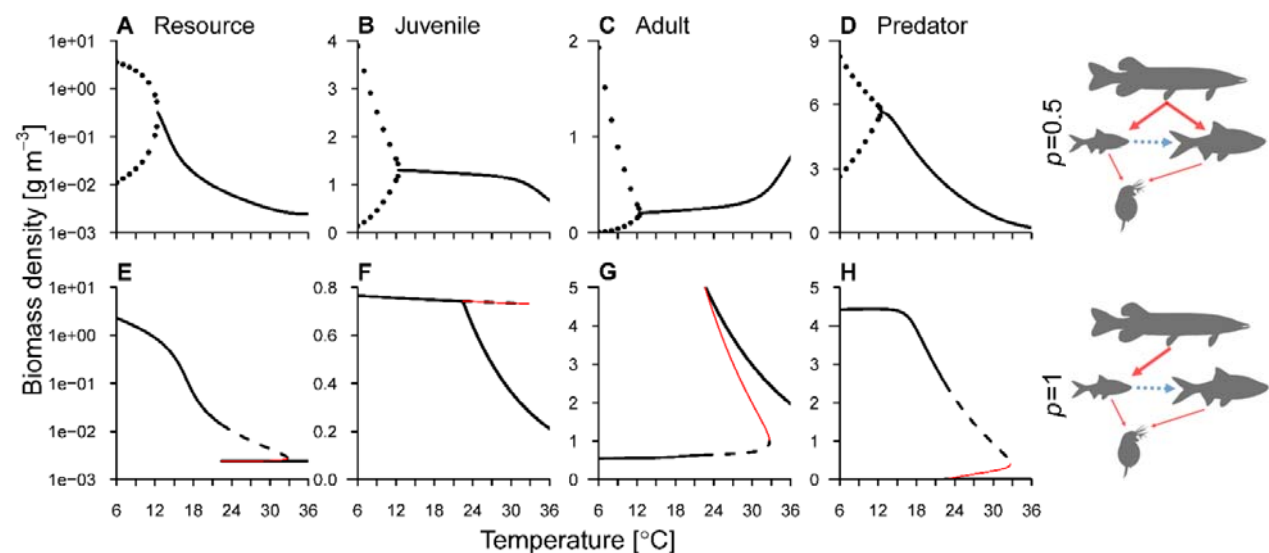 A Resource
B Juvenile
C Adult
D Predator
1e+01
1e+00
1e-01
1e-02
1e-03
4
3
2
1
0
2
1
0
9
6
3
0
p=0.5
Biomass density [g m⁻³]
E
F
G
H
1e+01
1e+00
1e-01
1e-02
1e-03
0.8
0.6
0.4
0.2
0.0
5
4
3
2
1
0
5
4
3
2
1
0
p=1
6 12 18 24 30 36
6 12 18 24 30 36
6 12 18 24 30 36
6 12 18 24 30 36
Temperature [°C]